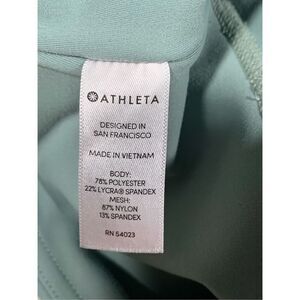 ATHLETA
DESIGNED IN
SAN FRANCISCO
MADE IN VIETNAM
BODY:
78% POLYESTER
22% LYCRA® SPANDEX
MESH:
87% NYLON
13% SPANDEX
RN 54023